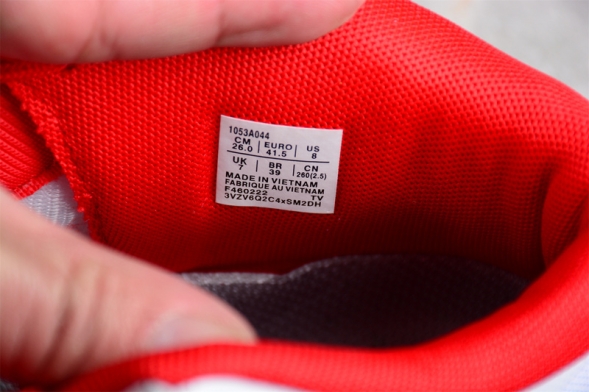 1053A044
CM | EURO | US
26.0 | 41.5 | 8
UK | BR | CN
7 | 39 | 260(2.5)
MADE IN VIETNAM
FABRIQUE AU VIETNAM
F460222 TV
3VZV6Q2C4xSM2DH